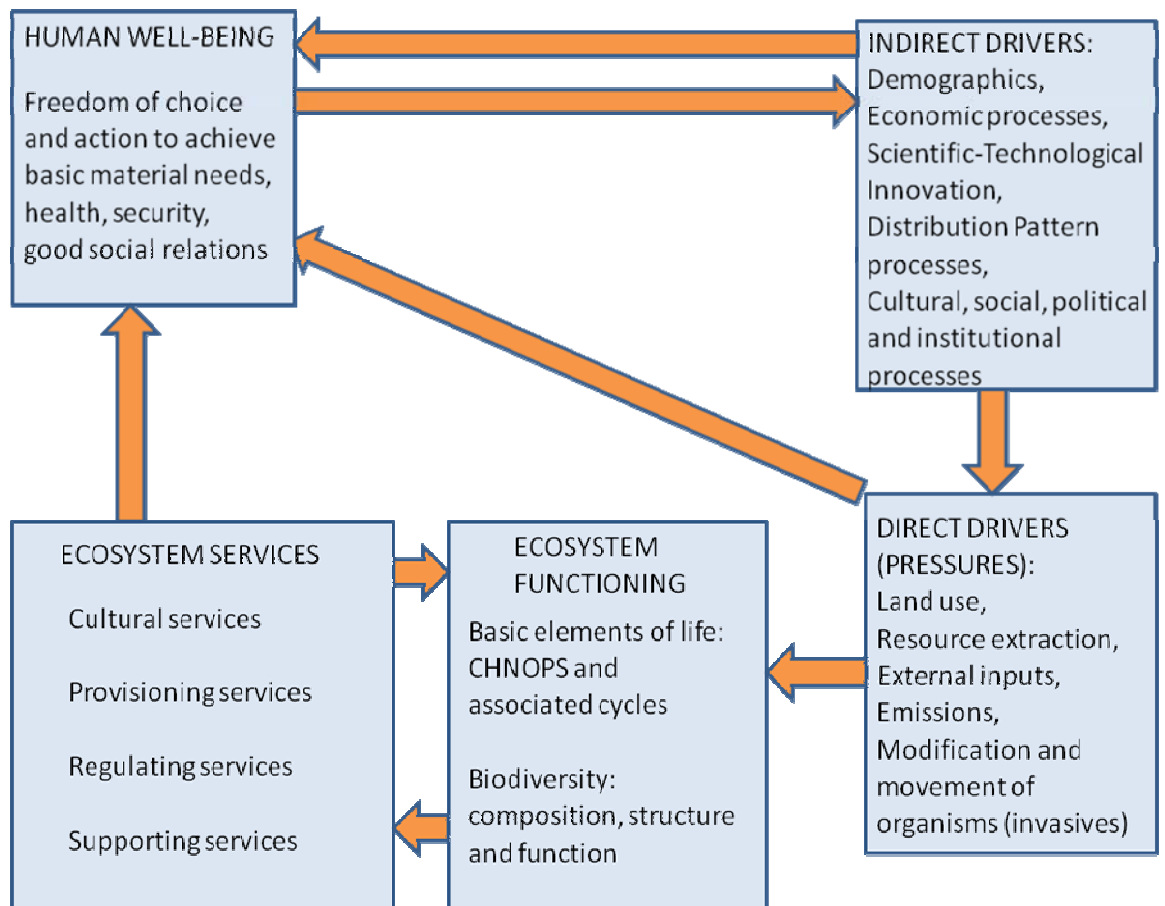 HUMAN WELL-BEING
Freedom of choice
and action to achieve
basic material needs,
health, security,
good social relations
INDIRECT DRIVERS:
Demographics,
Economic processes,
Scientific-Technological
Innovation,
Distribution Pattern
processes,
Cultural, social, political
and institutional
processes
ECOSYSTEM SERVICES
Cultural services
Provisioning services
Regulating services
Supporting services
ECOSYSTEM
FUNCTIONING
Basic elements of life:
CHNOPS and
associated cycles
Biodiversity:
composition, structure
and function
DIRECT DRIVERS
(PRESSURES):
Land use,
Resource extraction,
External inputs,
Emissions,
Modification and
movement of
organisms (invasives)